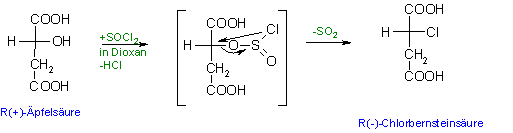 COOH
H
OH
CH2
COOH
R(+)-Äpfelsäure
+SOCl2
in Dioxan
-HCl
COOH
Cl
H
O
S
O
CH2
COOH
-SO2
COOH
H
Cl
CH2
COOH
R(-)-Chlorbernsteinsäure